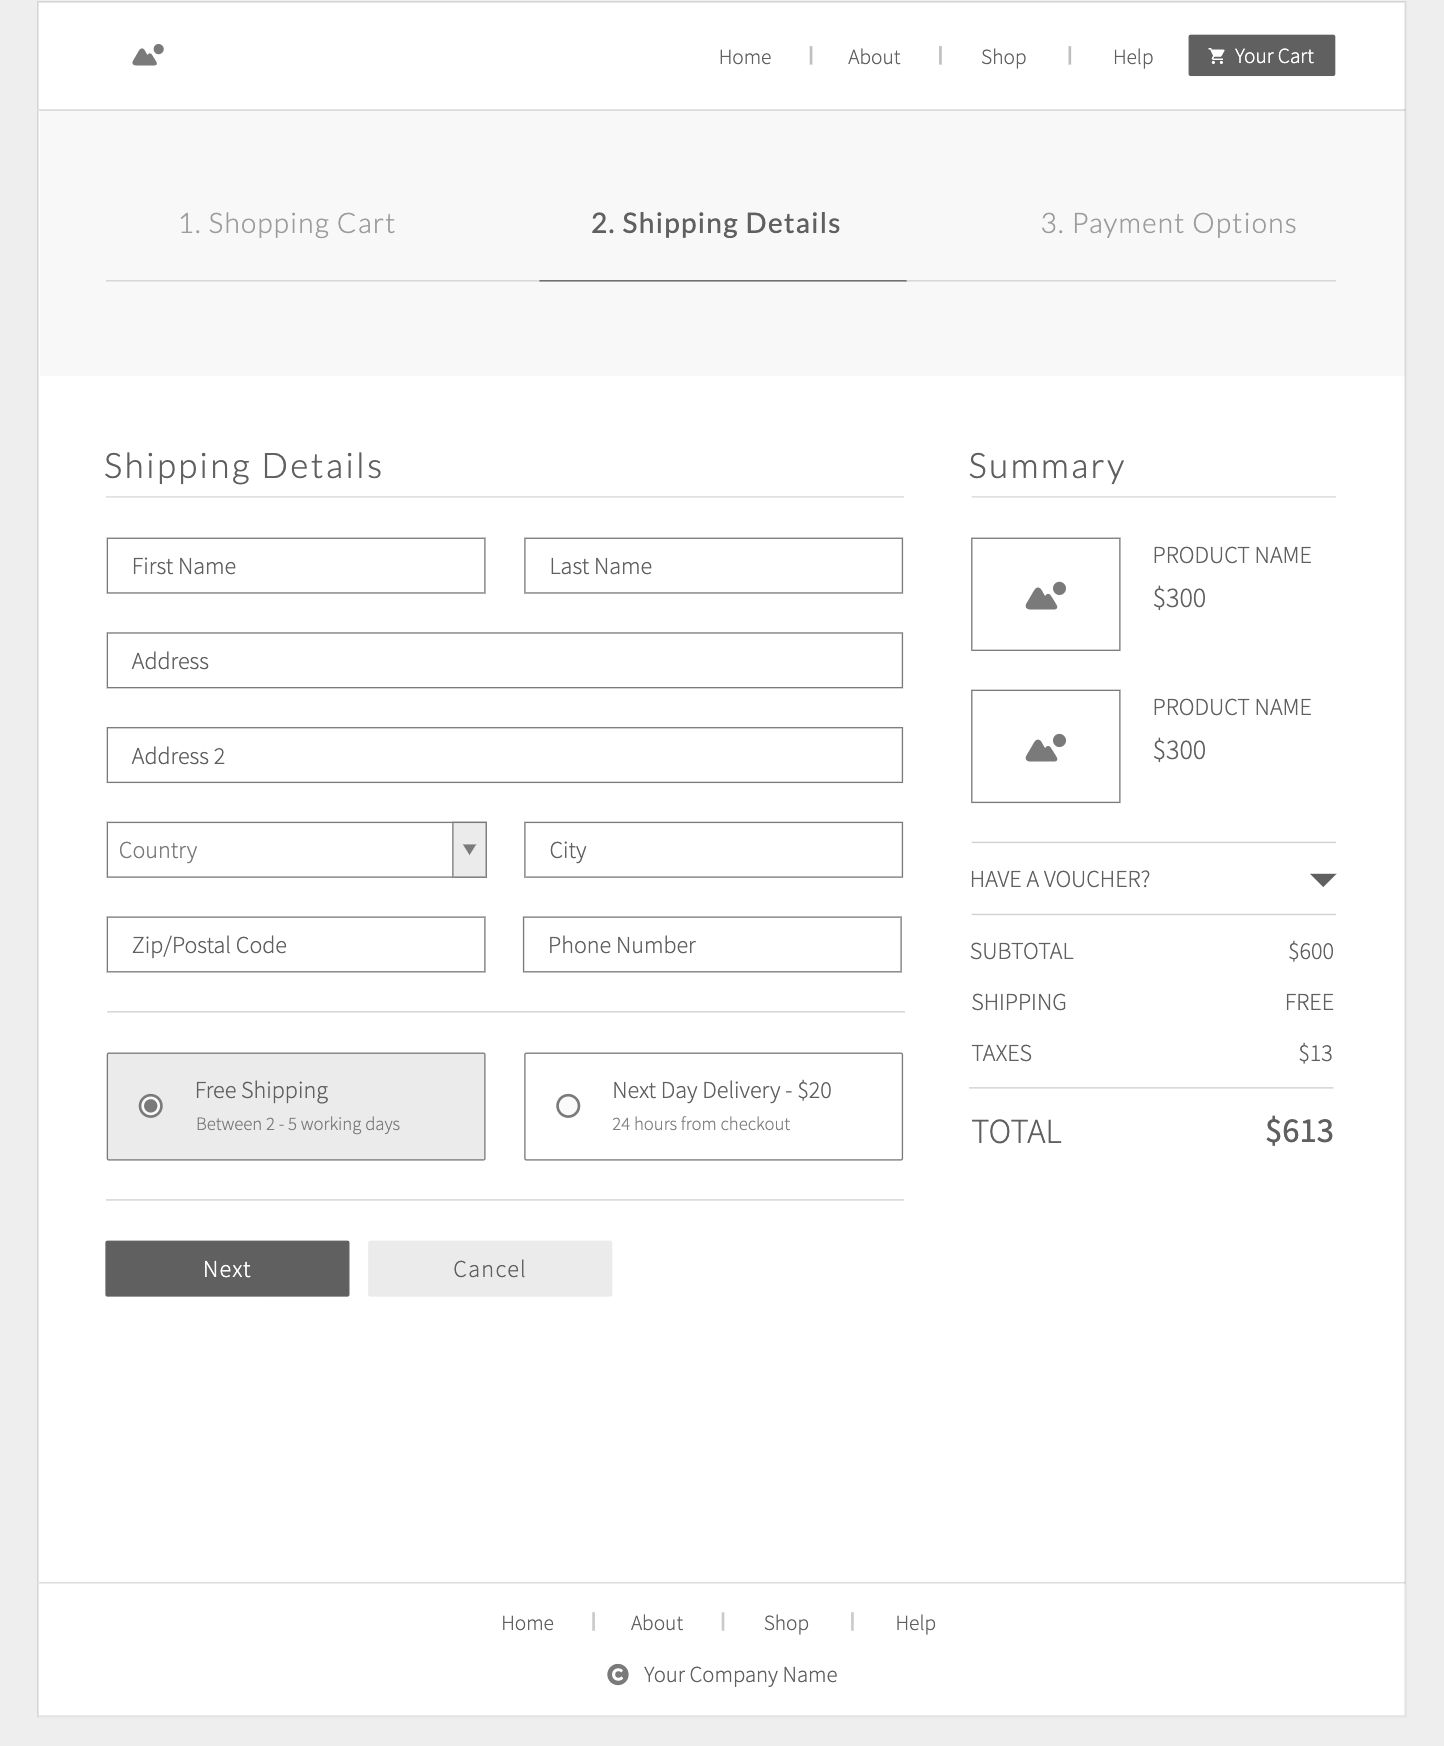 Home | About | Shop | Help Your Cart
1. Shopping Cart 2. Shipping Details 3. Payment Options
Shipping Details
First Name Last Name
Address
Address 2
Country City
Zip/Postal Code Phone Number
Free Shipping
Between 2 - 5 working days
Next Day Delivery - $20
24 hours from checkout
Next Cancel
Summary
PRODUCT NAME
$300
PRODUCT NAME
$300
HAVE A VOUCHER?
SUBTOTAL $600
SHIPPING FREE
TAXES $13
TOTAL $613
Home | About | Shop | Help
© Your Company Name